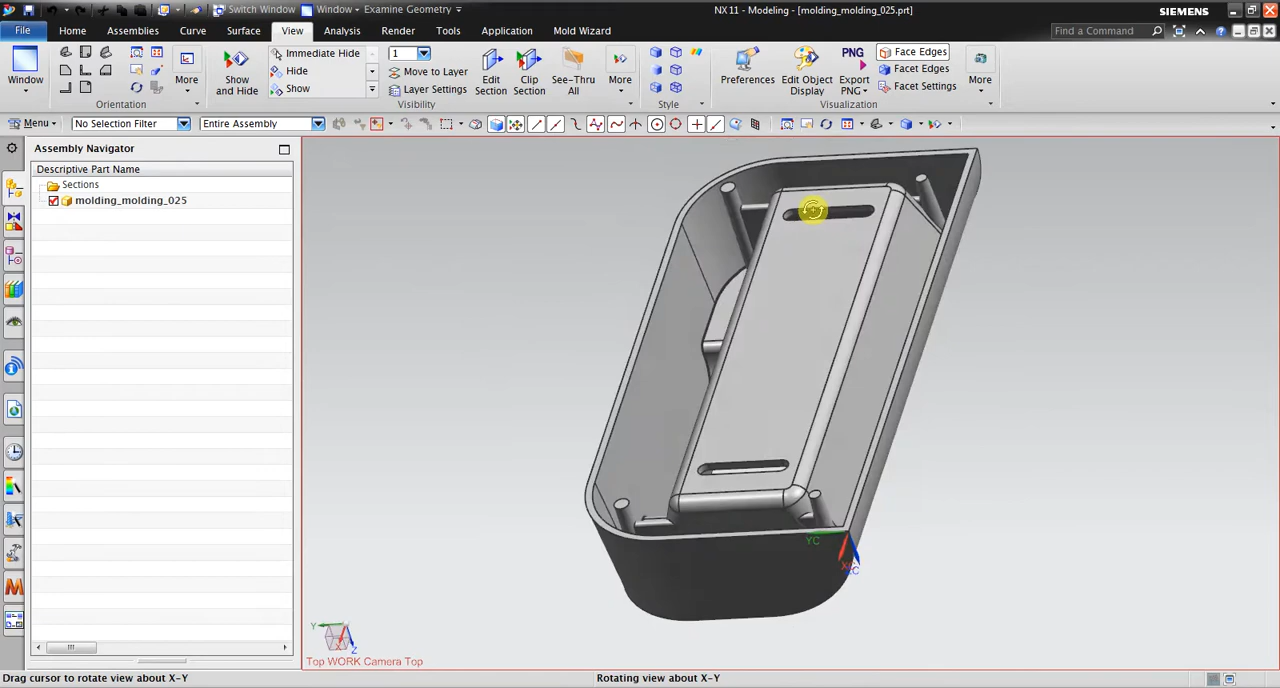 Switch Window Window Examine Geometry
NX 11 - Modeling - [molding_molding_025.prt]
SIEMENS
File Home Assemblies Curve Surface View Analysis Render Tools Application Mold Wizard
Find a Command
Window
More
Orientation
Show and Hide
Immediate Hide
Hide
Show
1
Move to Layer
Layer Settings
Edit Section
Clip Section
See-Thru All
More
Visibility
Style
Preferences
Edit Object Display
PNG
Export PNG
Face Edges
Facet Edges
Facet Settings
More
Visualization
Menu
No Selection Filter
Entire Assembly
Assembly Navigator
Descriptive Part Name
Sections
molding_molding_025
YC
XC
ZC
Y
X
Z
Top WORK Camera Top
Drag cursor to rotate view about X-Y
Rotating view about X-Y